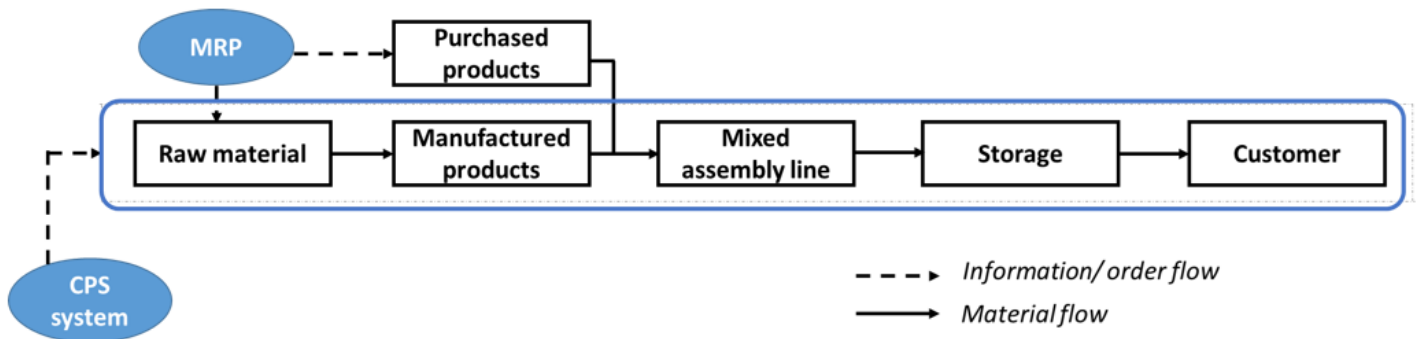 MRP
Purchased
products
Raw material
Manufactured
products
Mixed
assembly line
Storage
Customer
CPS
system
Information/ order flow
Material flow